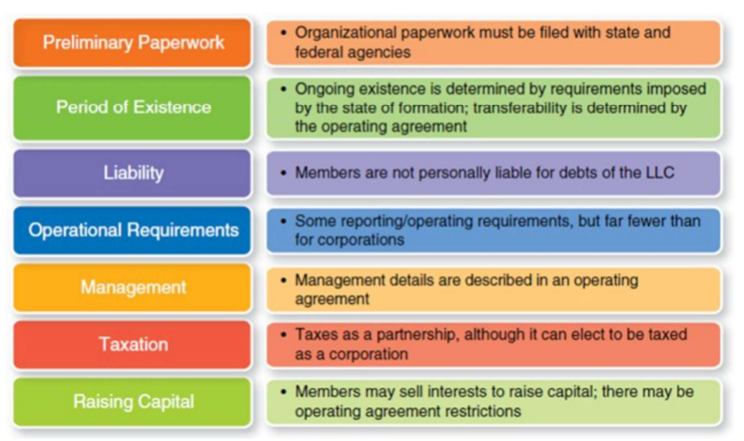 Preliminary Paperwork
• Organizational paperwork must be filed with state and
federal agencies
Period of Existence
• Ongoing existence is determined by requirements imposed
by the state of formation; transferability is determined by
the operating agreement
Liability
• Members are not personally liable for debts of the LLC
Operational Requirements
• Some reporting/operating requirements, but far fewer than
for corporations
Management
• Management details are described in an operating
agreement
Taxation
• Taxes as a partnership, although it can elect to be taxed
as a corporation
Raising Capital
• Members may sell interests to raise capital; there may be
operating agreement restrictions